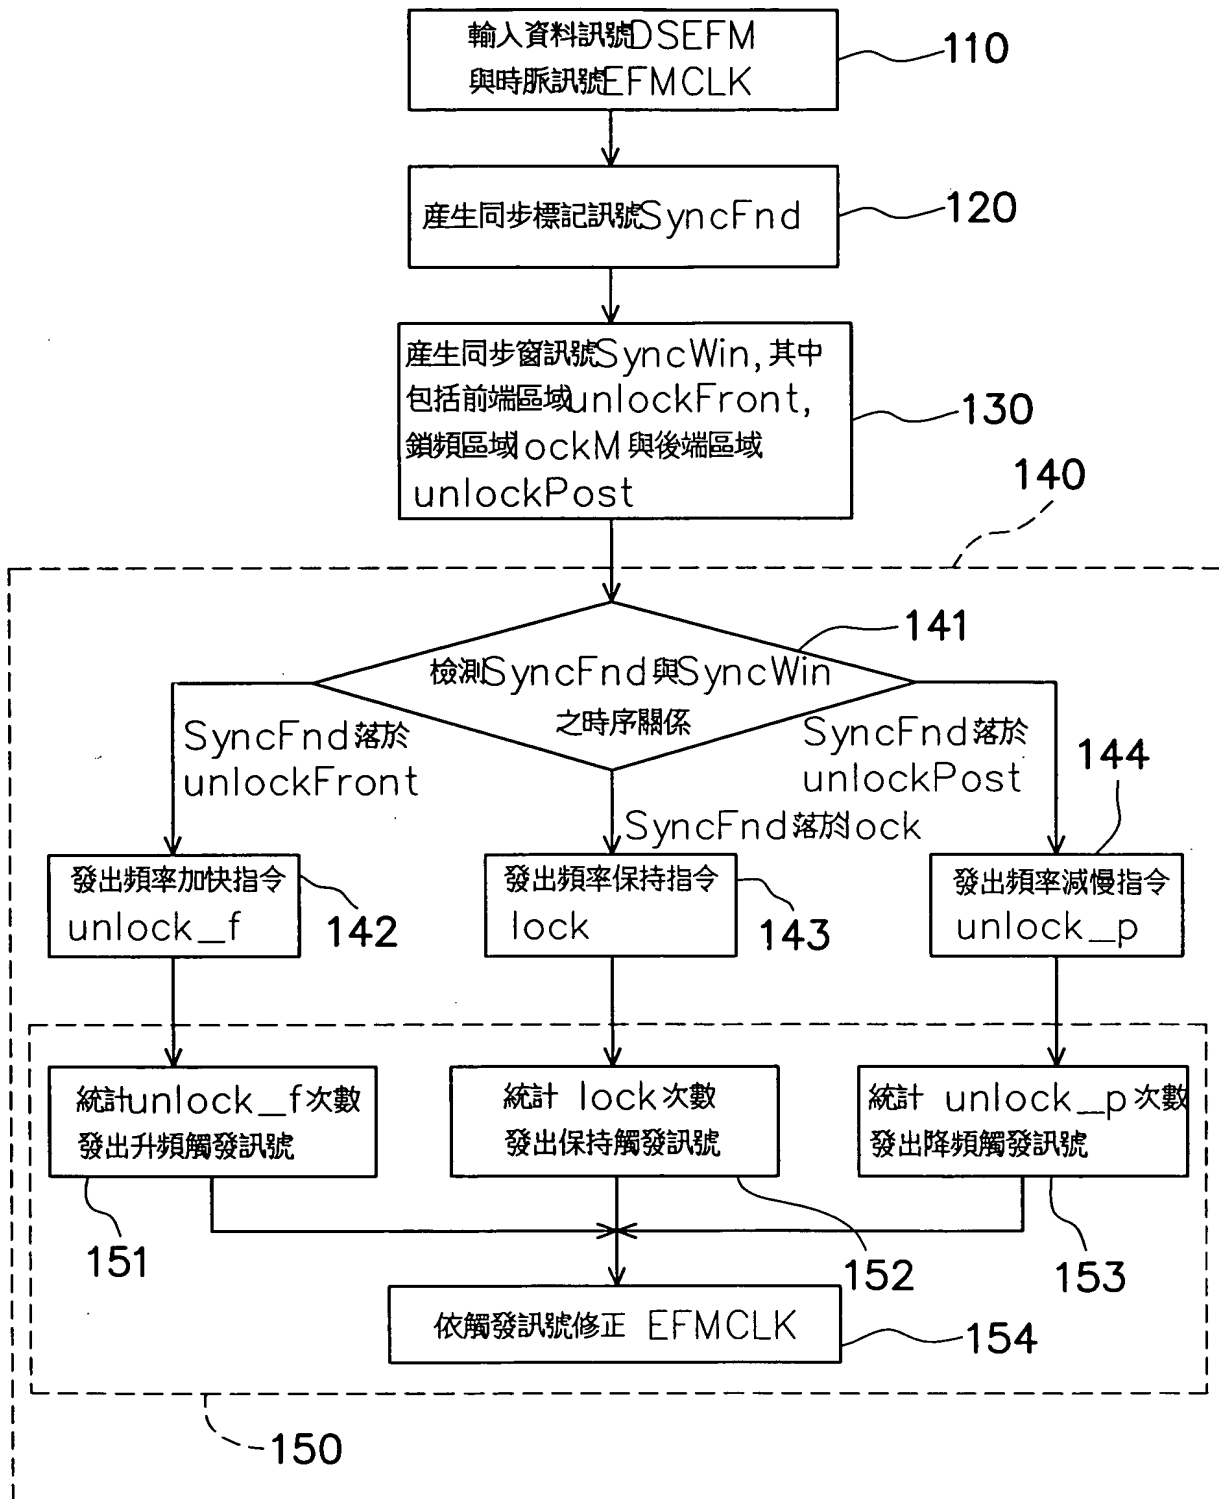 輸入資料訊號DSEFM
與時脈訊號EFMCLK
110
産生同步標記訊號SyncFnd
120
産生同步窗訊號SyncWin,其中
包括前端區域unlockFront,
鎖頻區域lockM與後端區域
unlockPost
130
140
141
檢測SyncFnd與SyncWin
之時序關係
SyncFnd落於
unlockFront
SyncFnd落於lock
SyncFnd落於
unlockPost
144
發出頻率加快指令
unlock_f
142
發出頻率保持指令
lock
143
發出頻率減慢指令
unlock_p
統計unlock_f次數
發出升頻觸發訊號
151
統計 lock次數
發出保持觸發訊號
152
統計 unlock_p次數
發出降頻觸發訊號
153
依觸發訊號修正 EFMCLK
154
150